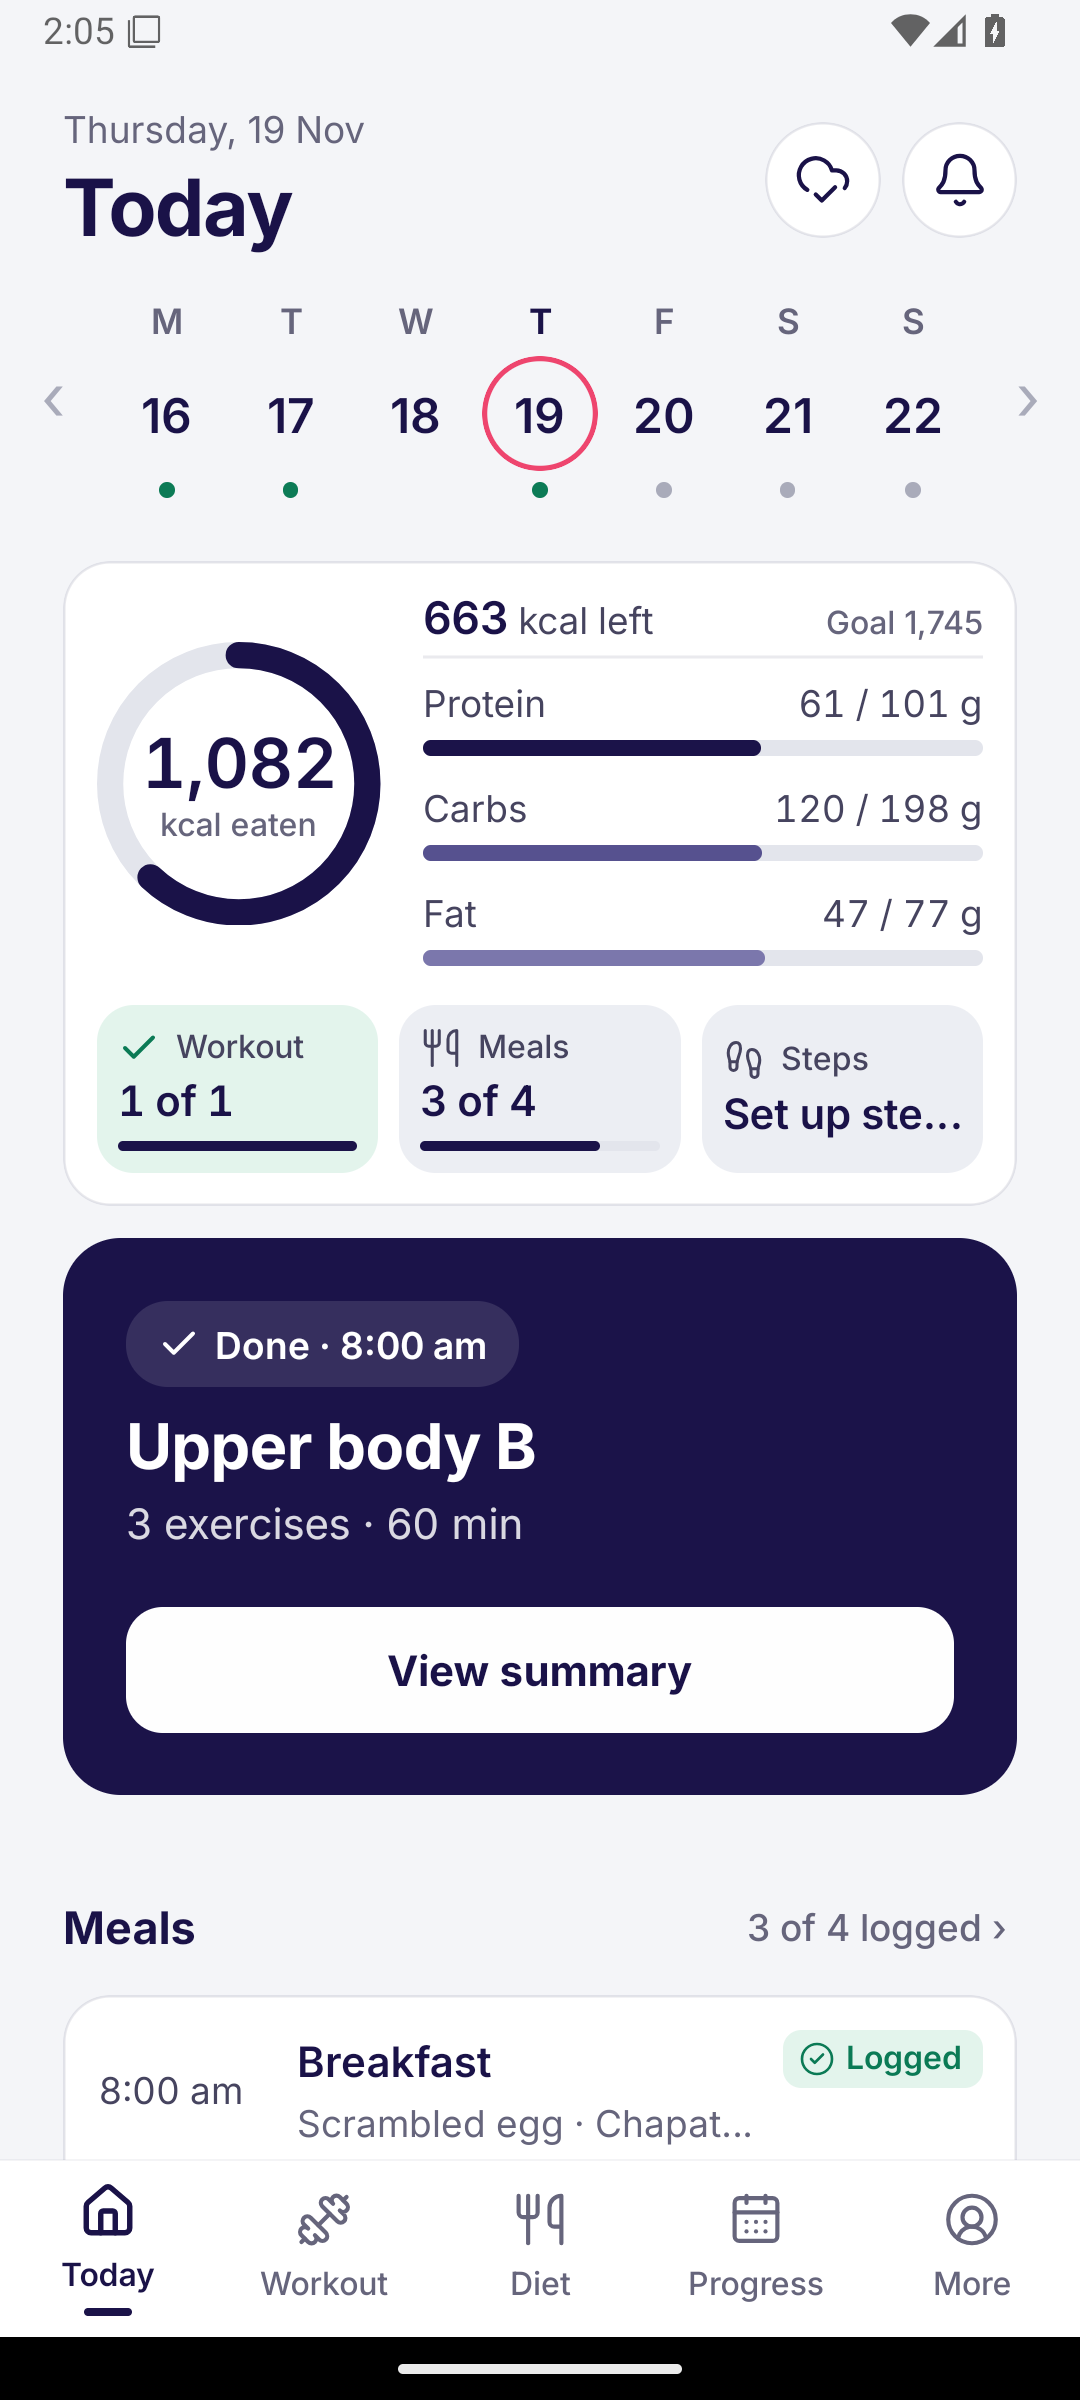 2:05
Thursday, 19 Nov
Today
M T W T F S S
‹ 16 17 18 19 20 21 22 ›
663 kcal left Goal 1,745
1,082
kcal eaten
Protein 61 / 101 g
Carbs 120 / 198 g
Fat 47 / 77 g
Workout
1 of 1
Meals
3 of 4
Steps
Set up ste...
Done · 8:00 am
Upper body B
3 exercises · 60 min
View summary
Meals 3 of 4 logged ›
8:00 am
Breakfast Logged
Scrambled egg · Chapat...
Today Workout Diet Progress More